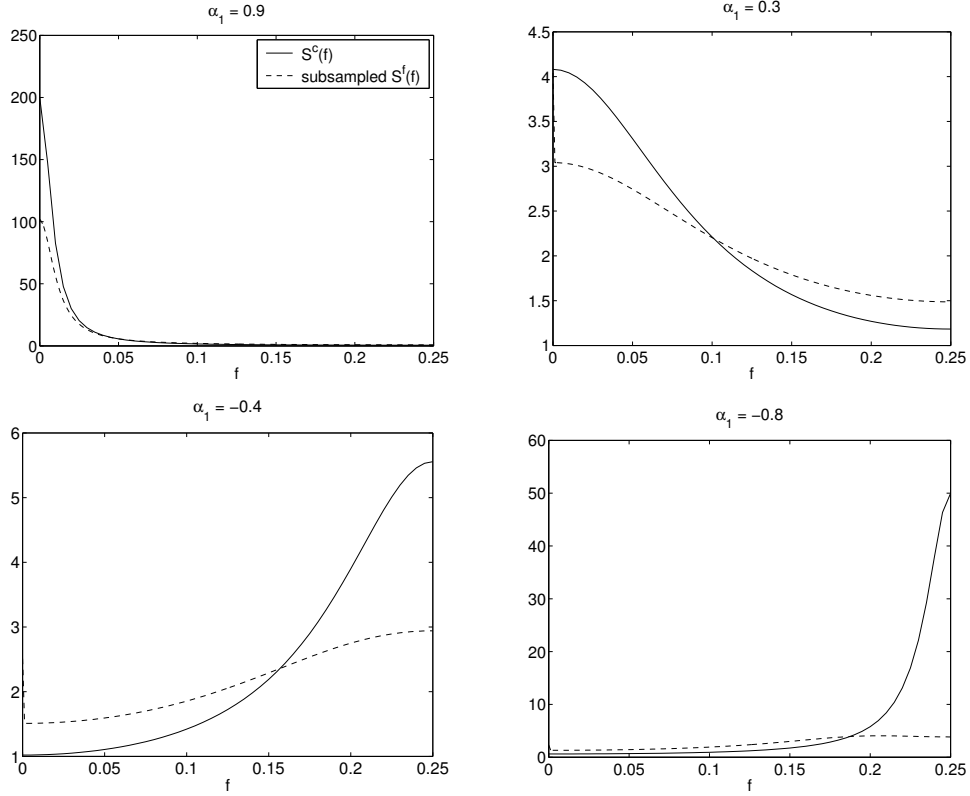 α₁ = 0.9
250
200
150
100
50
0
0 0.05 0.1 0.15 0.2 0.25
f
Sᶜ(f)
subsampled Sᶠ(f)
α₁ = 0.3
4.5
4
3.5
3
2.5
2
1.5
1
0 0.05 0.1 0.15 0.2 0.25
f
α₁ = −0.4
6
5
4
3
2
1
0 0.05 0.1 0.15 0.2 0.25
f
α₁ = −0.8
60
50
40
30
20
10
0
0 0.05 0.1 0.15 0.2 0.25
f